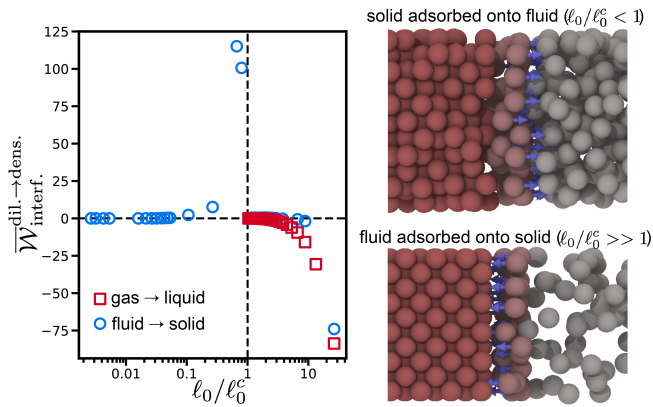 solid adsorbed onto fluid (ℓ₀/ℓ₀ᶜ < 1)
125
100
75
50
25
0
−25
−50
−75
𝒲̅ dil.→dens. interf.
gas → liquid
fluid → solid
0.01 0.1 1 10
ℓ₀/ℓ₀ᶜ
fluid adsorbed onto solid (ℓ₀/ℓ₀ᶜ >> 1)